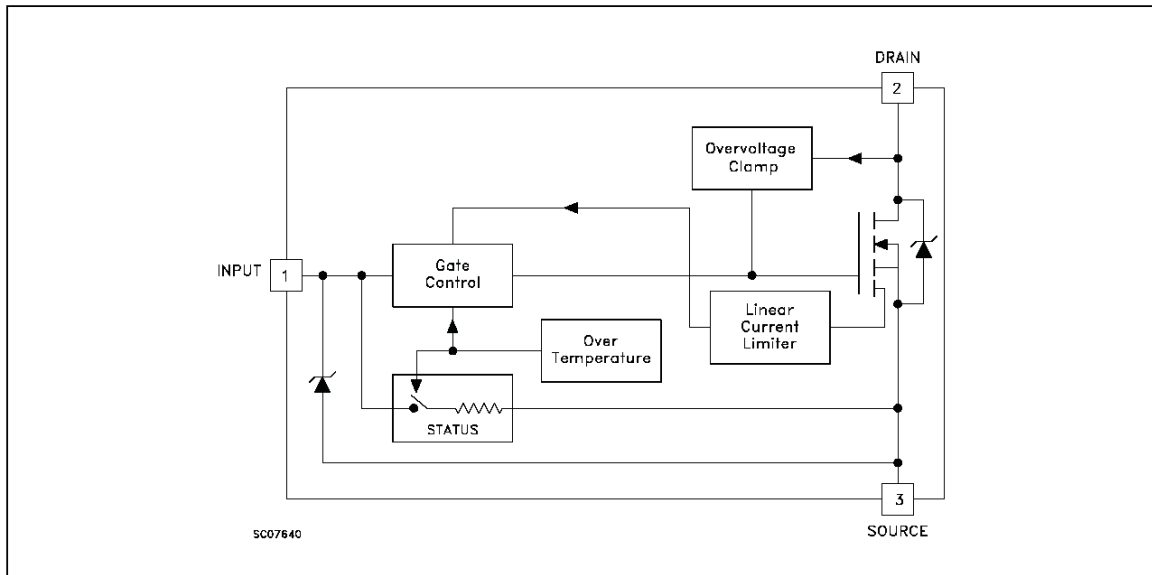 DRAIN
2
Overvoltage
Clamp
INPUT
1
Gate
Control
Linear
Current
Limiter
Over
Temperature
STATUS
3
SOURCE
SC07640